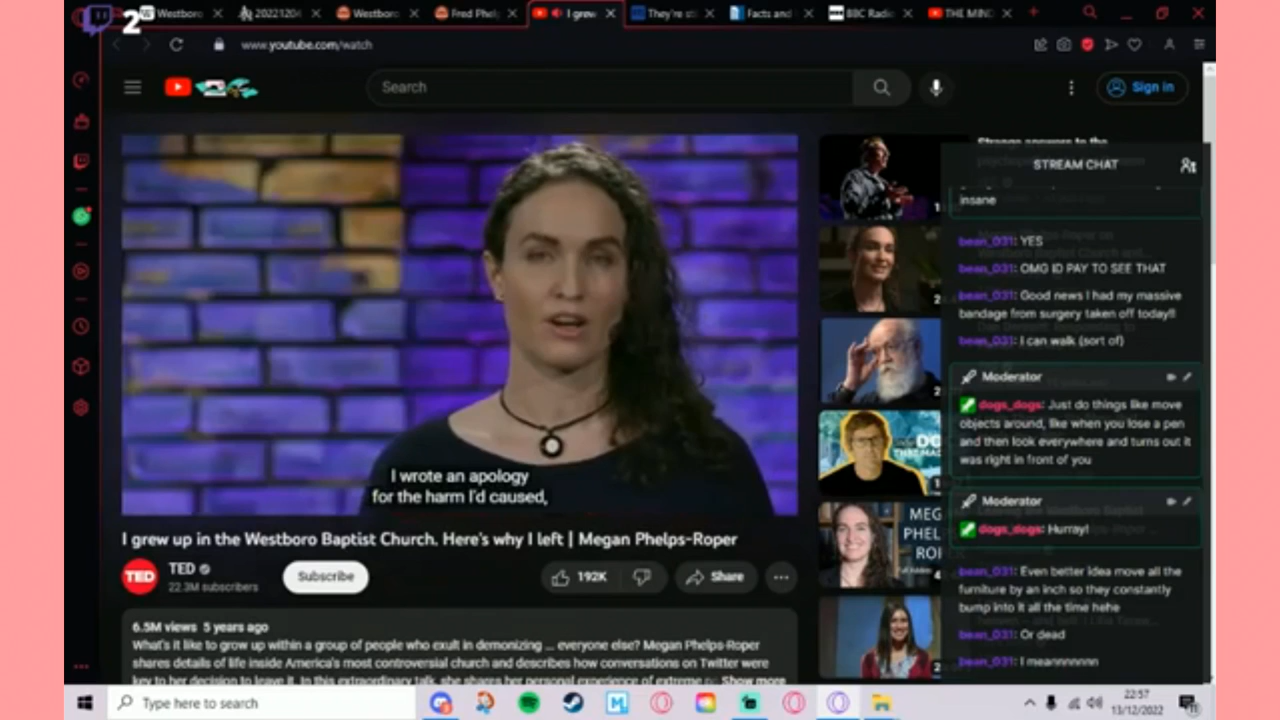 2
Westboro
20221204
Westboro
Fred Phelp
I grew
They're st
Facts and
BBC Radio
THE MIND
www.youtube.com/watch
Search
Sign in
STREAM CHAT
insane
bean_031: YES
bean_031: OMG ID PAY TO SEE THAT
bean_031: Good news I had my massive
bandage from surgery taken off today!!
bean_031: I can walk (sort of)
Moderator
dogs_dogs: Just do things like move
objects around, like when you lose a pen
and then look everywhere and turns out it
was right in front of you
Moderator
dogs_dogs: Hurray!
bean_031: Even better idea move all the
furniture by an inch so they constantly
bump into it all the time hehe
bean_031: Or dead
bean_031: I meannnnnnn
MEG
PHEL
RO
I wrote an apology
for the harm I'd caused,
I grew up in the Westboro Baptist Church. Here's why I left | Megan Phelps-Roper
TED
TED
22.3M subscribers
Subscribe
192K
Share
6.5M views 5 years ago
What's it like to grow up within a group of people who exult in demonizing ... everyone else? Megan Phelps-Roper
shares details of life inside America's most controversial church and describes how conversations on Twitter were
key to her decision to leave it. In this extraordinary talk, she shares her personal experience of extreme Show more
Type here to search
22:57
13/12/2022